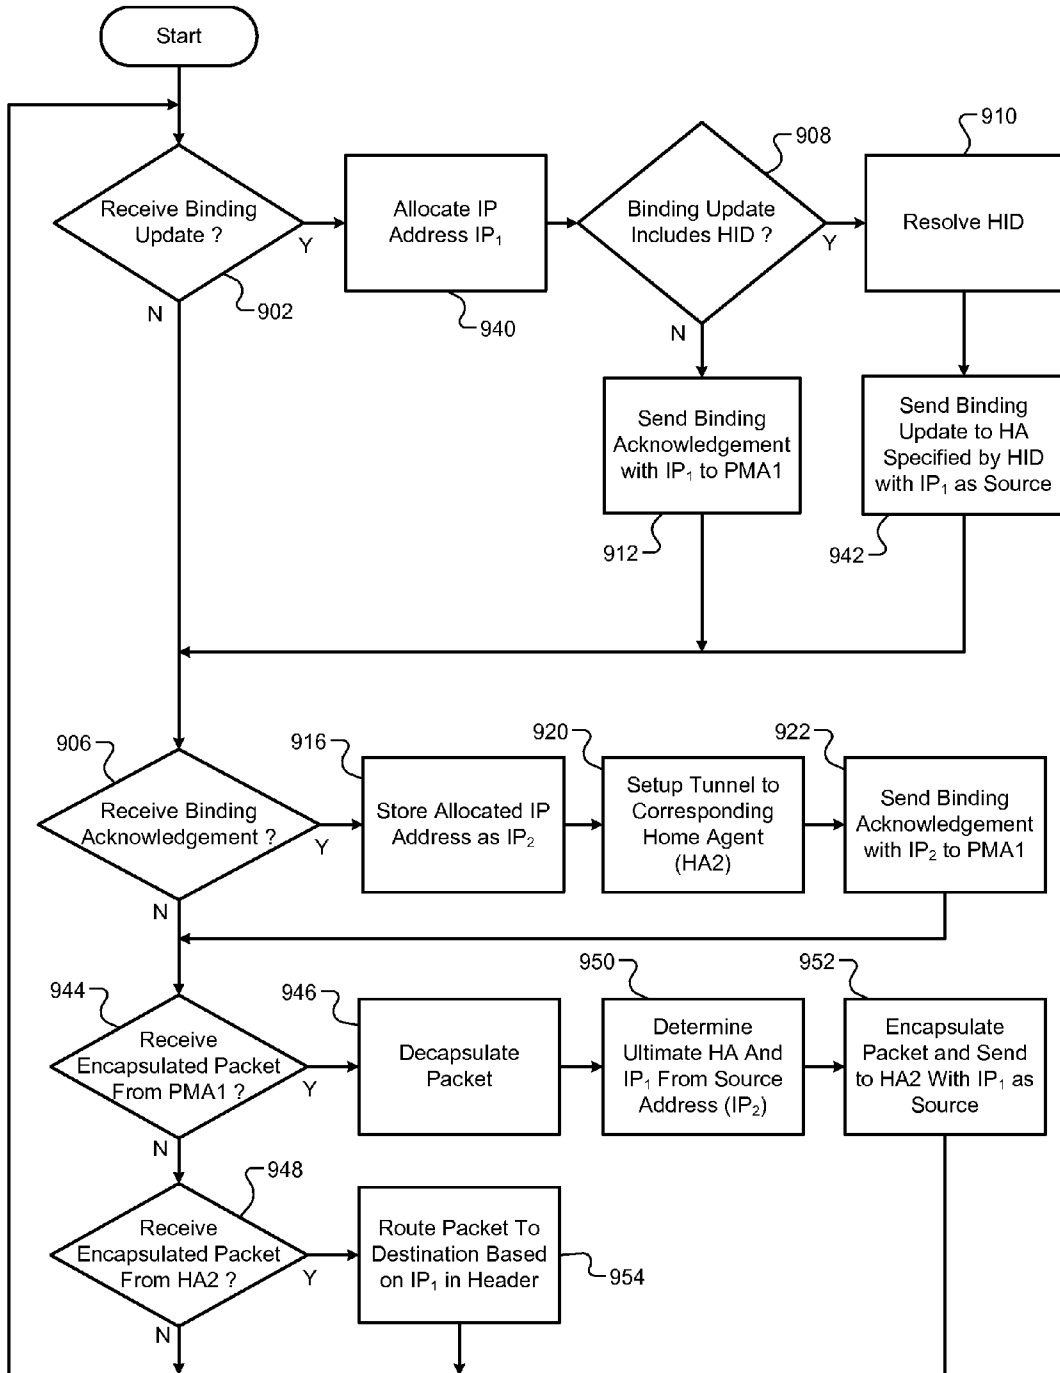 Start
Receive Binding
Update ?
Y
N
902
Allocate IP
Address IP₁
940
Binding Update
Includes HID ?
Y
N
908
Resolve HID
910
Send Binding
Acknowledgement
with IP₁ to PMA1
912
Send Binding
Update to HA
Specified by HID
with IP₁ as Source
942
906
Receive Binding
Acknowledgement ?
Y
N
916
Store Allocated IP
Address as IP₂
920
Setup Tunnel to
Corresponding
Home Agent
(HA2)
922
Send Binding
Acknowledgement
with IP₂ to PMA1
944
Receive
Encapsulated Packet
From PMA1 ?
Y
N
946
Decapsulate
Packet
950
Determine
Ultimate HA And
IP₁ From Source
Address (IP₂)
952
Encapsulate
Packet and Send
to HA2 With IP₁ as
Source
948
Receive
Encapsulated Packet
From HA2 ?
Y
N
Route Packet To
Destination Based
on IP₁ in Header
954